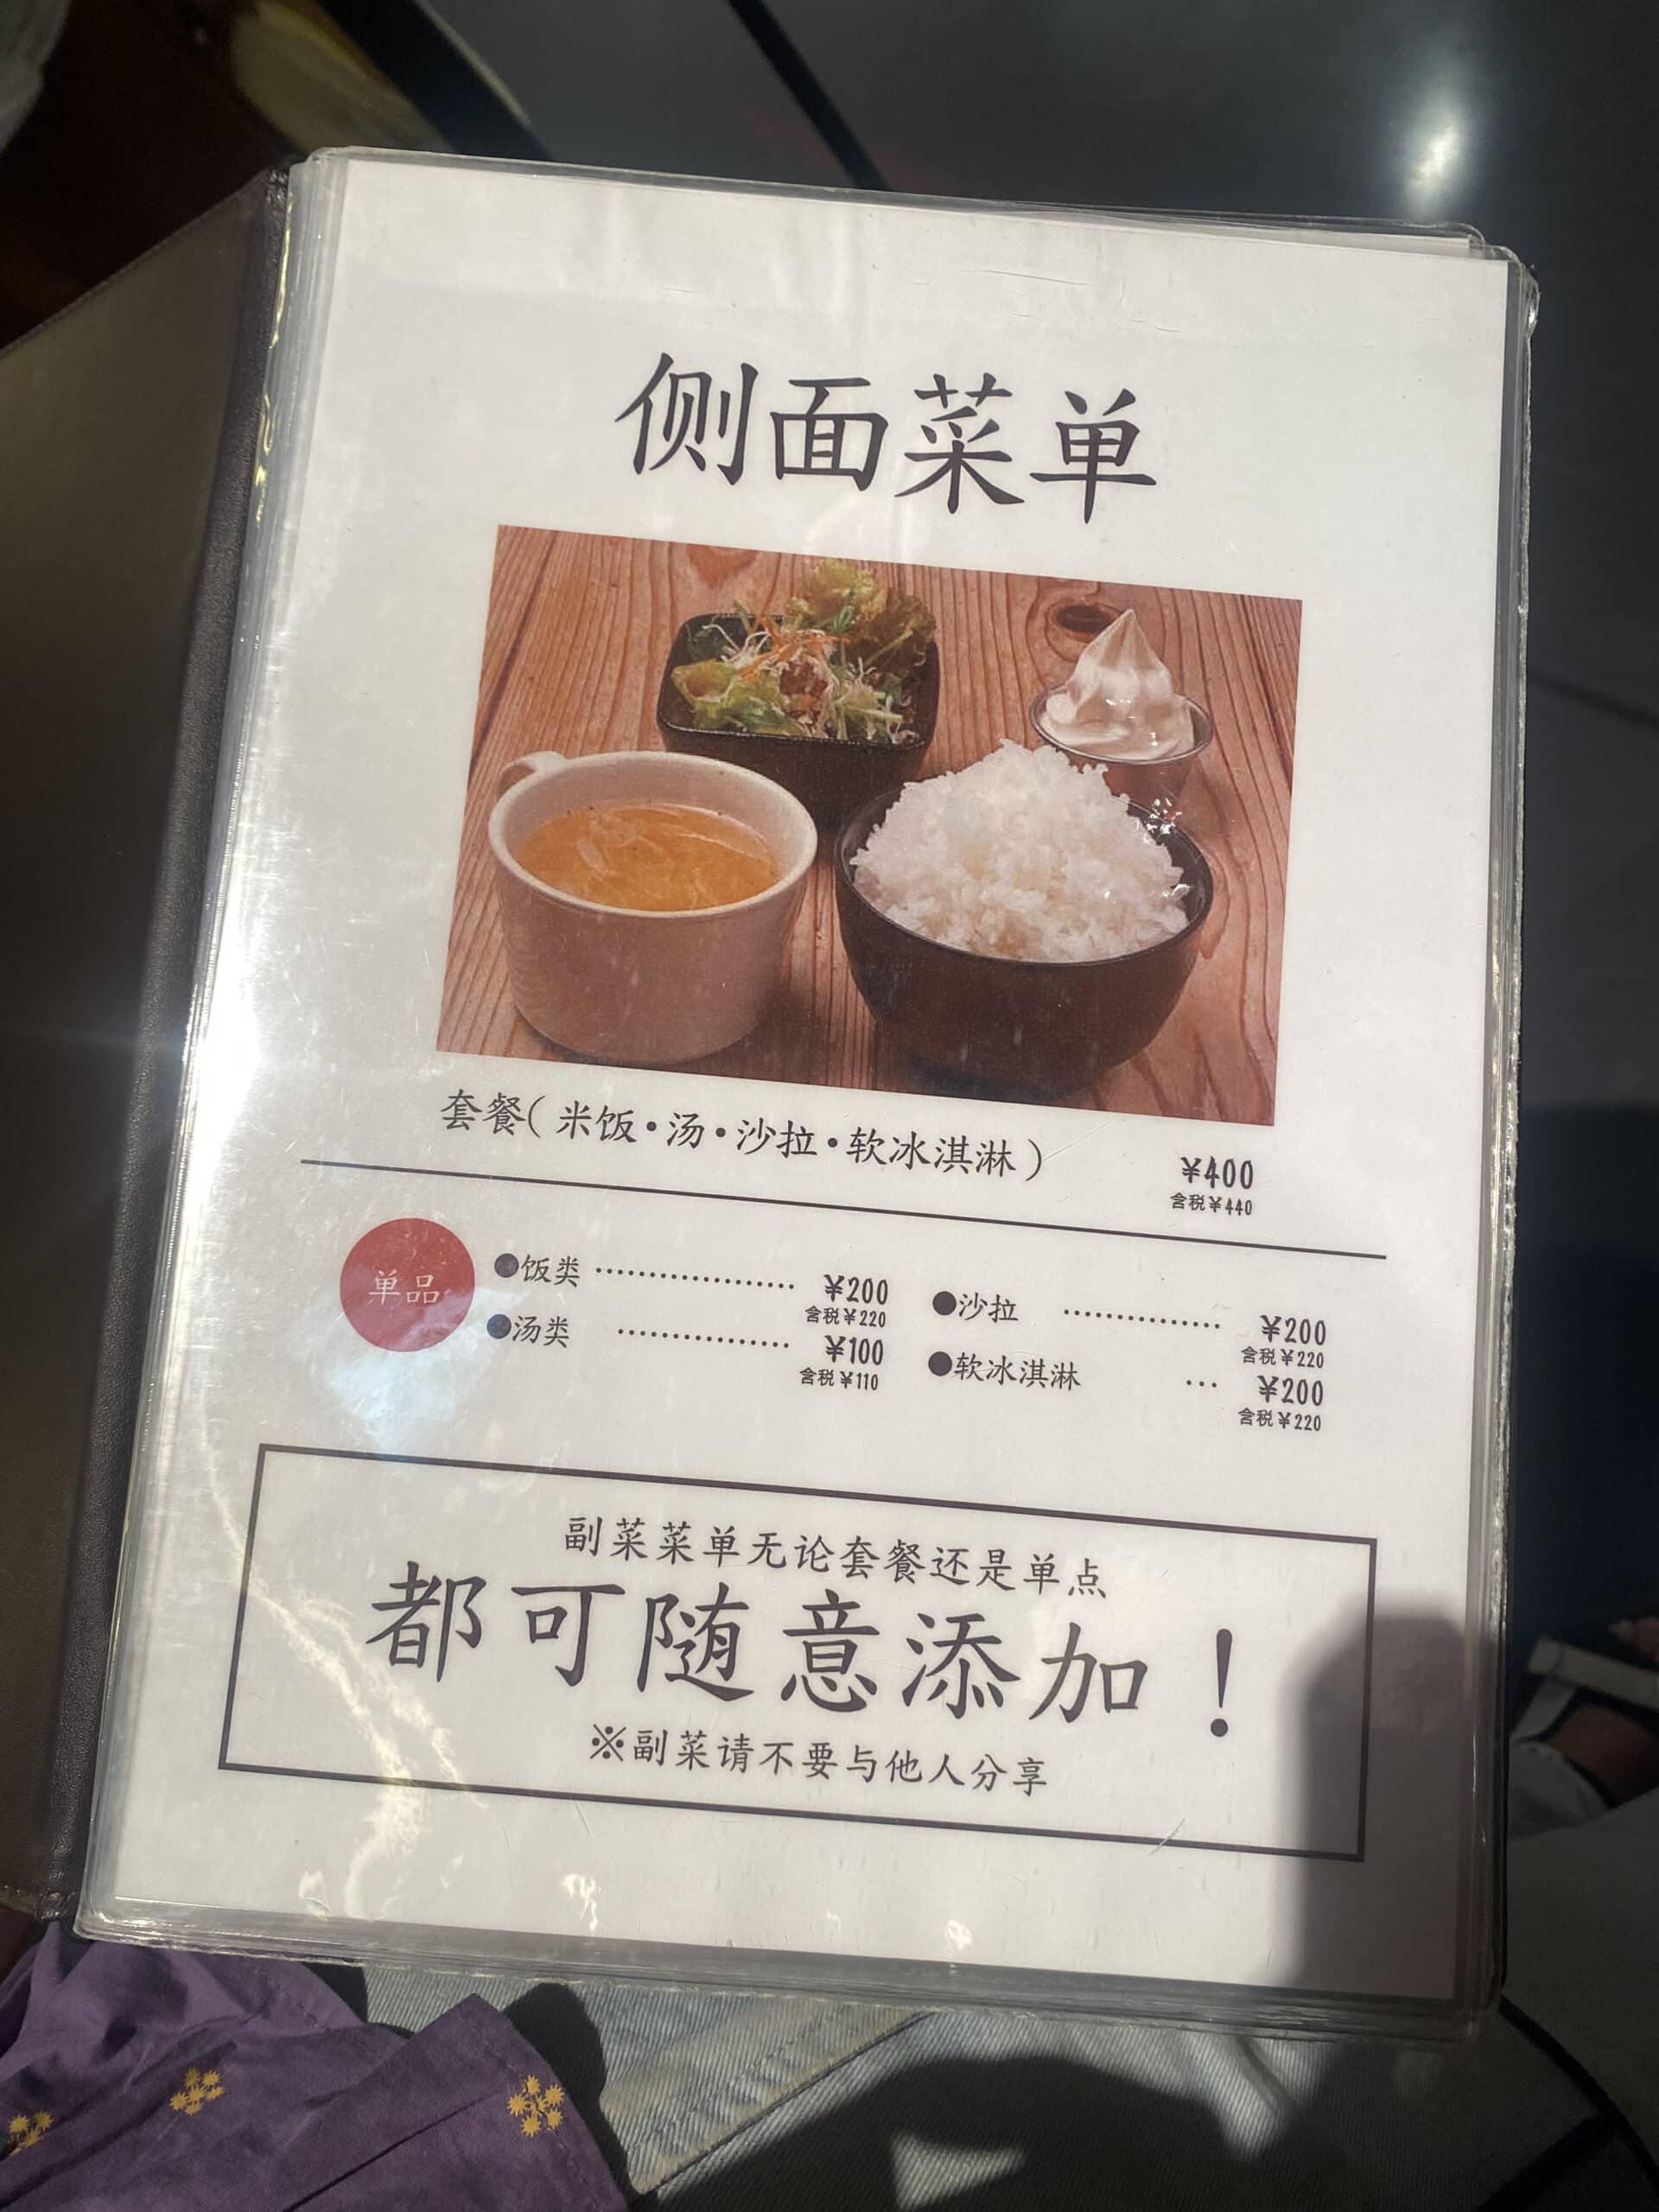 侧面菜单
套餐( 米饭・汤・沙拉・软冰淇淋 ) ¥400
含税¥440
单品
●饭类 ···················· ¥200
含税¥220
●汤类 ·················· ¥100
含税¥110
●沙拉 ················ ¥200
含税¥220
●软冰淇淋 ··· ¥200
含税¥220
副菜菜单无论套餐还是单点
都可随意添加！
※副菜请不要与他人分享